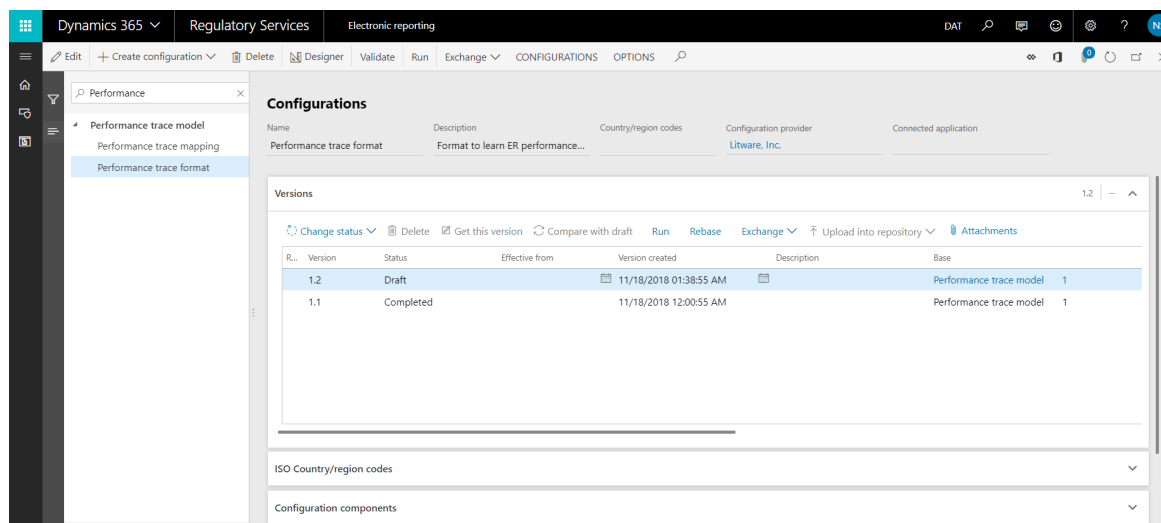 Dynamics 365 Regulatory Services Electronic reporting DAT ?
Edit + Create configuration Delete Designer Validate Run Exchange CONFIGURATIONS OPTIONS 0
Performance ×
Performance trace model
Performance trace mapping
Performance trace format
Configurations
Name Description Country/region codes Configuration provider Connected application
Performance trace format Format to learn ER performance... Litware, Inc.
Versions 1.2 --
Change status Delete Get this version Compare with draft Run Rebase Exchange Upload into repository Attachments
R... Version Status Effective from Version created Description Base
1.2 Draft 11/18/2018 01:38:55 AM Performance trace model 1
1.1 Completed 11/18/2018 12:00:55 AM Performance trace model 1
ISO Country/region codes
Configuration components